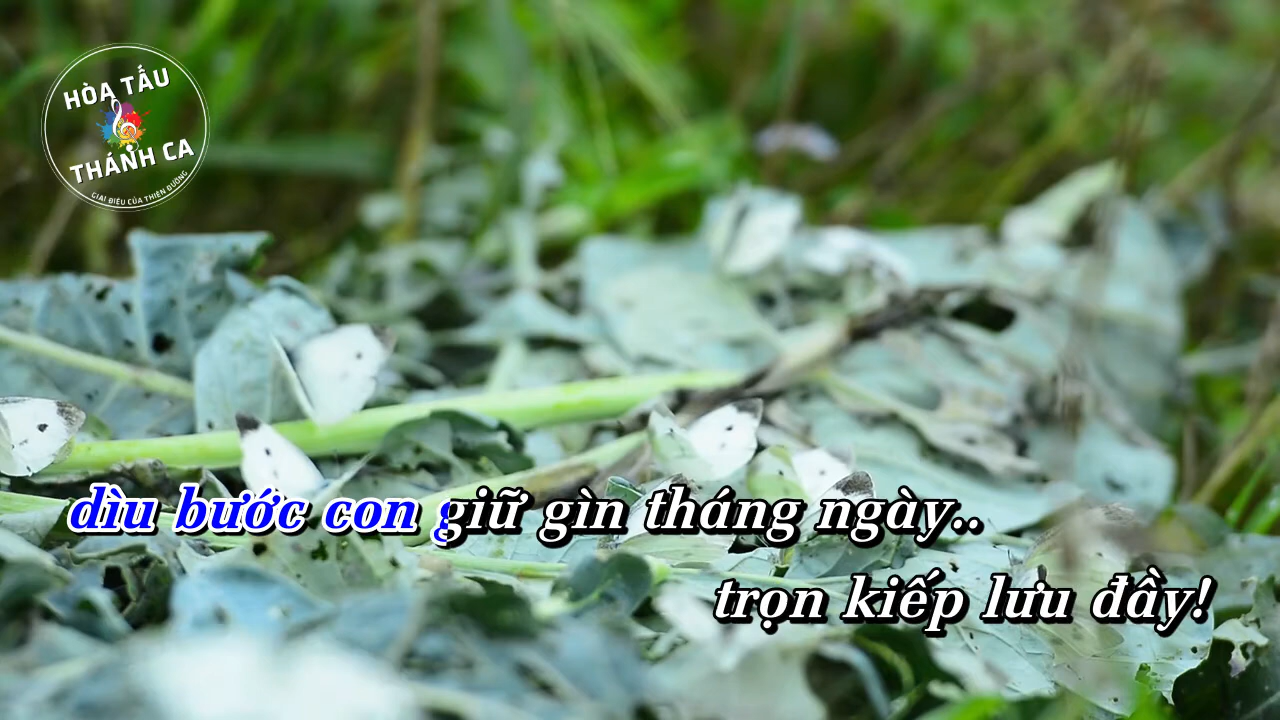 HÒA TẤU
THÁNH CA
GIAI ĐIỆU CỦA THIÊN ĐƯỜNG
dìu bước con giữ gìn tháng ngày..
trọn kiếp lưu đầy!